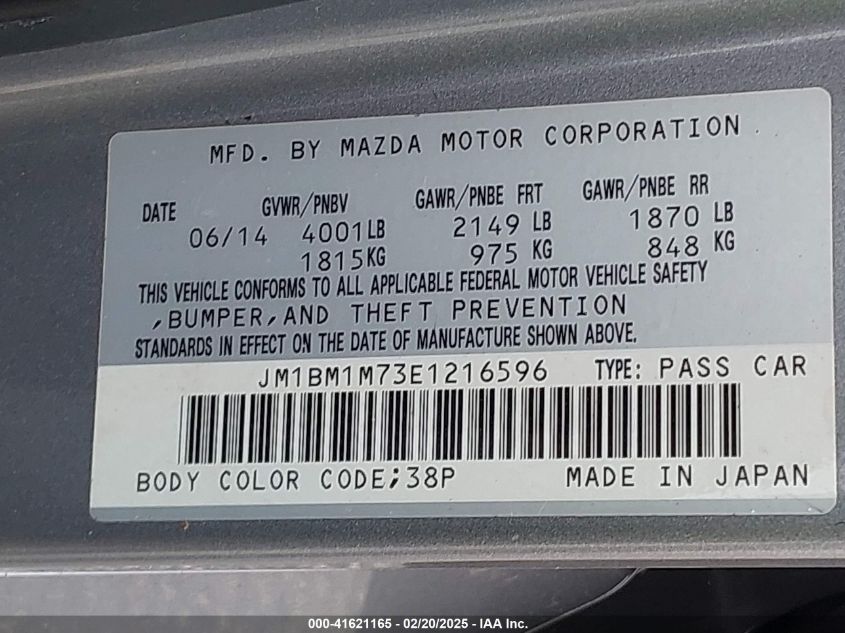 MFD. BY MAZDA MOTOR CORPORATION
DATE GVWR/PNBV GAWR/PNBE FRT GAWR/PNBE RR
06/14 4001LB 2149 LB 1870 LB
1815KG 975 KG 848 KG
THIS VEHICLE CONFORMS TO ALL APPLICABLE FEDERAL MOTOR VEHICLE SAFETY
,BUMPER,AND THEFT PREVENTION
STANDARDS IN EFFECT ON THE DATE OF MANUFACTURE SHOWN ABOVE.
JM1BM1M73E1216596 TYPE: PASS CAR
BODY COLOR CODE;38P MADE IN JAPAN
000-41621165 - 02/20/2025 - IAA Inc.